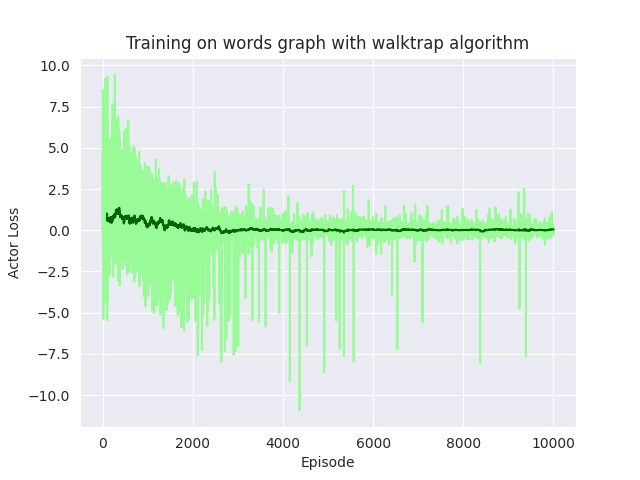 Training on words graph with walktrap algorithm
10.0
7.5
5.0
2.5
0.0
−2.5
−5.0
−7.5
−10.0
Actor Loss
0 2000 4000 6000 8000 10000
Episode